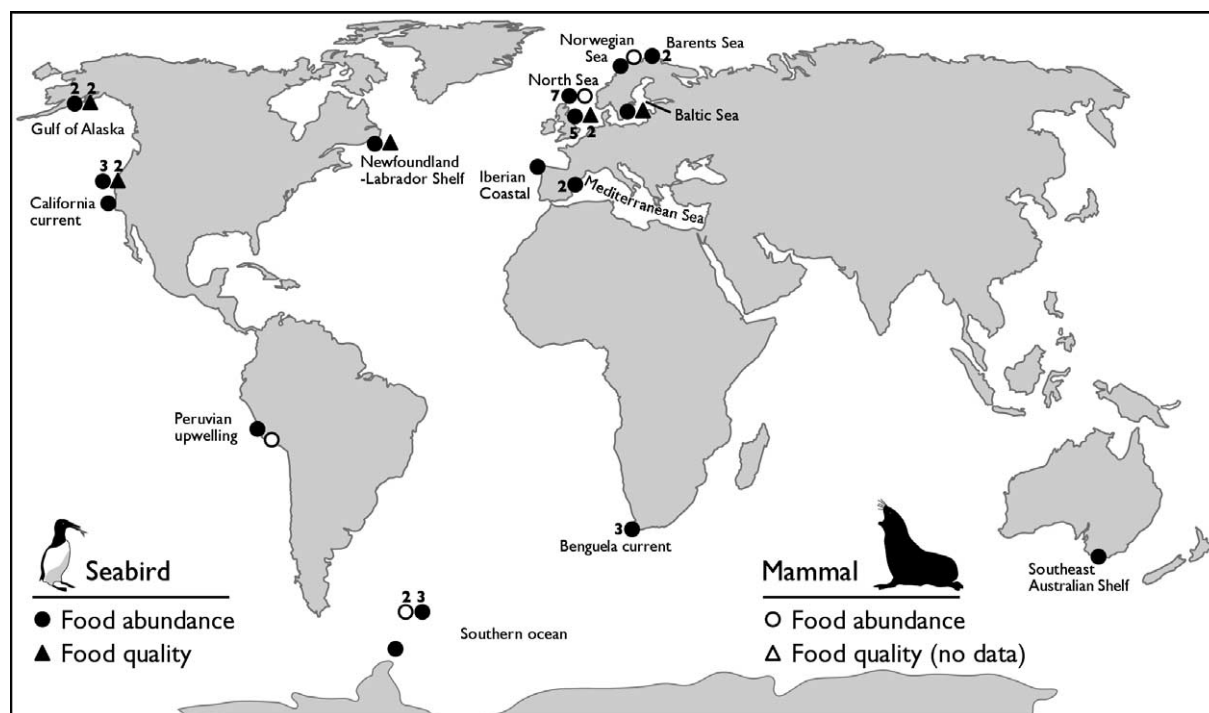 Norwegian
Sea
Barents Sea
2
North Sea
7
5 2
Baltic Sea
2 2
Gulf of Alaska
3 2
California
current
Newfoundland
-Labrador Shelf
Iberian
Coastal
2
Mediterranean Sea
Peruvian
upwelling
3
Benguela current
Southeast
Australian Shelf
2 3
Southern ocean
Seabird
Food abundance
Food quality
Mammal
Food abundance
Food quality (no data)